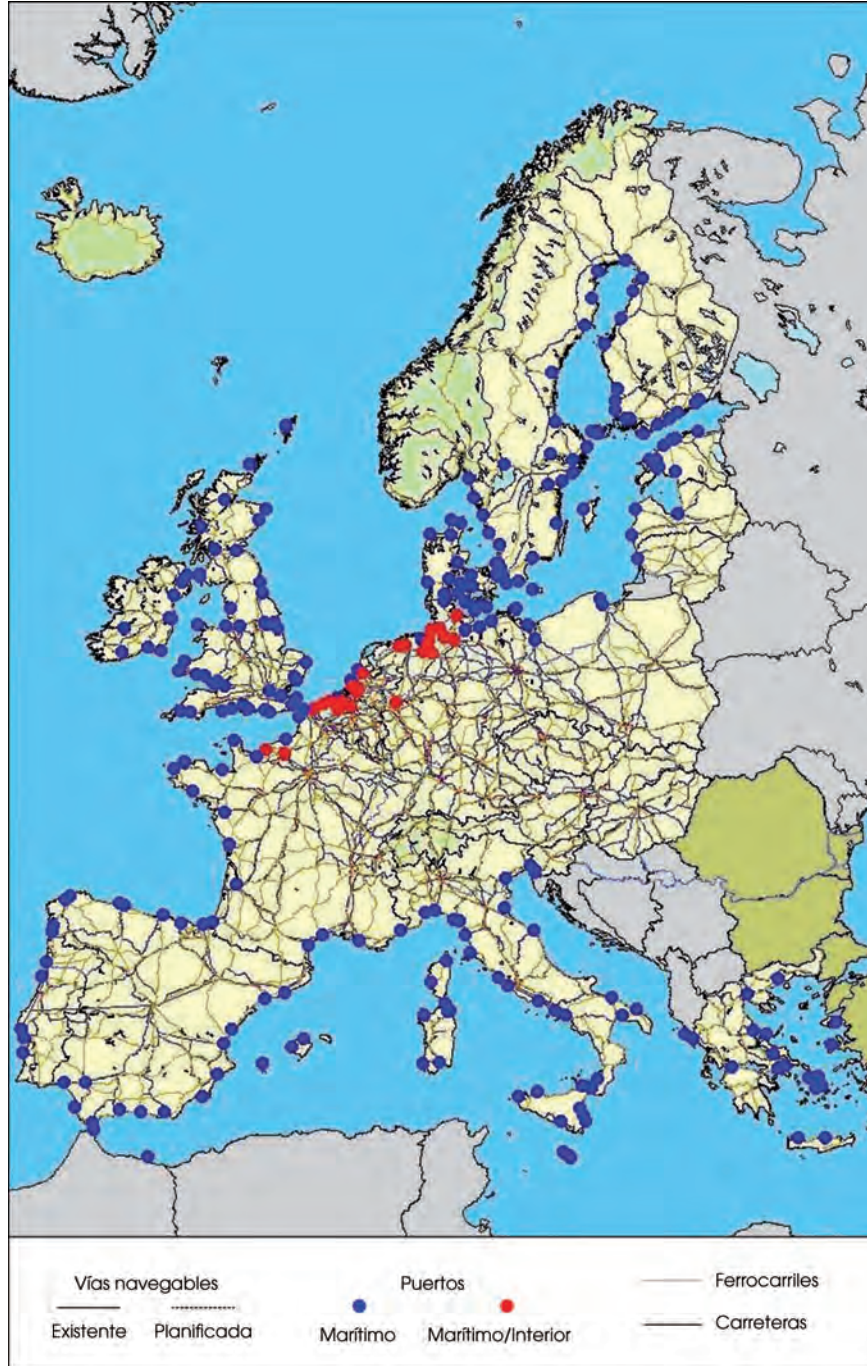 Vías navegables
Existente
Planificada
Puertos
Marítimo
Marítimo/Interior
Ferrocarriles
Carreteras